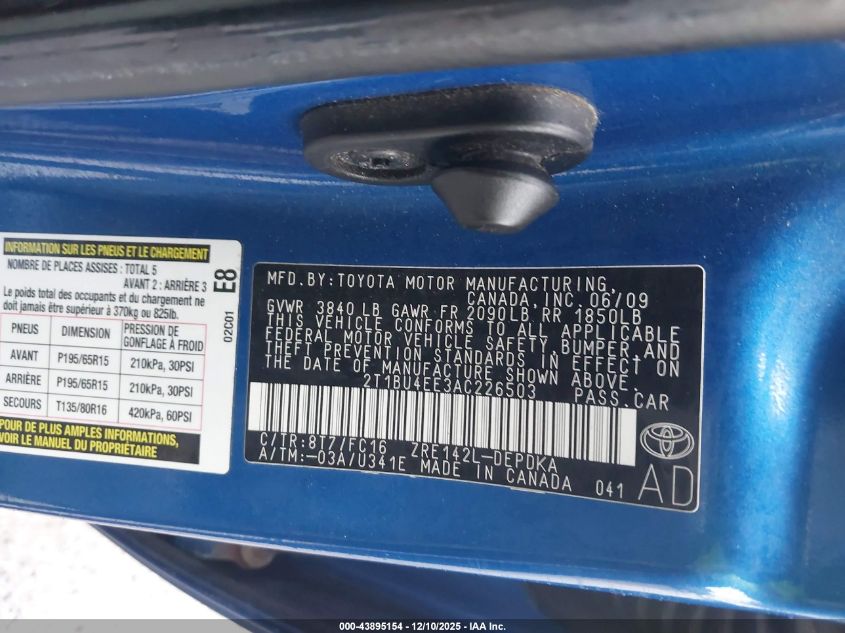 INFORMATION SUR LES PNEUS ET LE CHARGEMENT
NOMBRE DE PLACES ASSISES : TOTAL 5
AVANT 2 : ARRIÈRE 3
Le poids total des occupants et du chargement ne
doit jamais être supérieur à 370kg ou 825lb.
PNEUS DIMENSION PRESSION DE GONFLAGE À FROID
AVANT P195/65R15 210kPa, 30PSI
ARRIÈRE P195/65R15 210kPa, 30PSI
SECOURS T135/80R16 420kPa, 60PSI
POUR DE PLUS AMPLES INFORMATIONS,
VOIR LE MANUEL DU PROPRIÉTAIRE
E8
02C01
MFD.BY:TOYOTA MOTOR MANUFACTURING,
CANADA, INC. 06/09
GVWR 3840 LB GAWR FR 2090LB RR 1850LB
THIS VEHICLE CONFORMS TO ALL APPLICABLE
FEDERAL MOTOR VEHICLE SAFETY, BUMPER, AND
THEFT PREVENTION STANDARDS IN EFFECT ON
THE DATE OF MANUFACTURE SHOWN ABOVE.
2T1BU4EE3AC226503 PASS.CAR
C/TR:8T7/FC16 ZRE142L-DEPDKA
A/TM:-03A/U341E MADE IN CANADA 041
AD
000-43895154 — 12/10/2025 — IAA Inc.